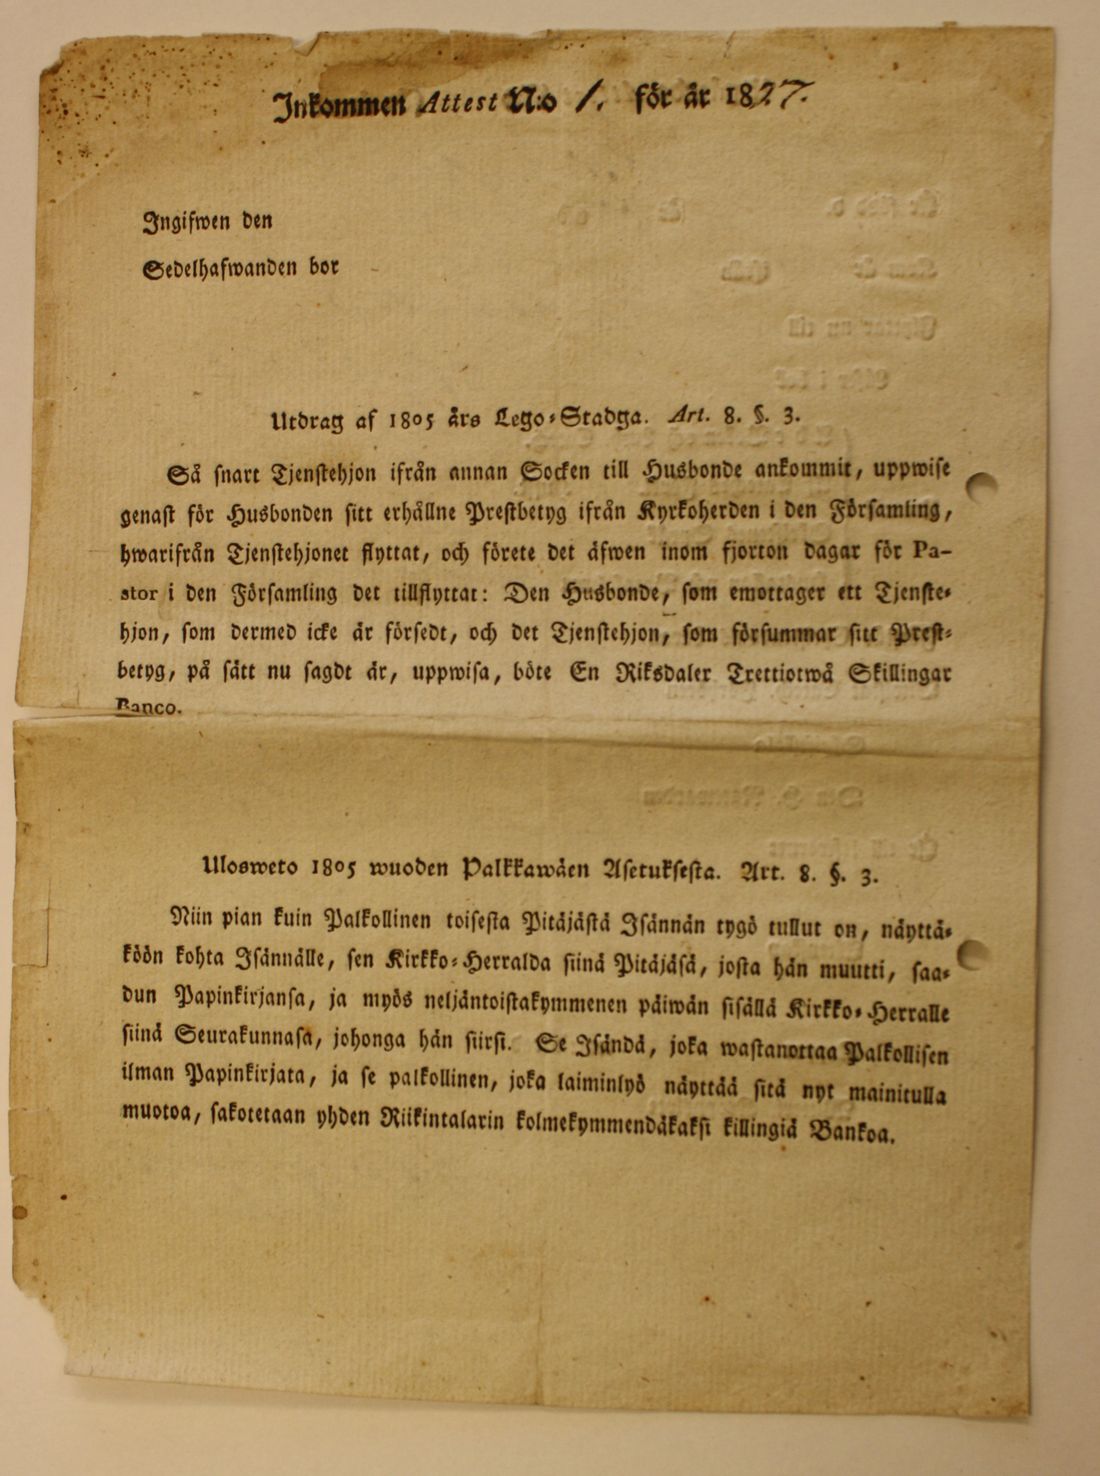 Inkommen Attest N:o 1. för år 1827.
Ingifwen den
Sedelhafwanden bor
Utdrag af 1805 års Lego-Stadga. Art. 8. §. 3.
Så snart Tjenstehjon ifrån annan Socken till Husbonde ankommit, uppwise
genast för Husbonden sitt erhållne Prestbetyg ifrån Kyrkoherden i den Församling,
hwarifrån Tjenstehjonet flyttat, och förete det äfwen inom fjorton dagar för Pa-
stor i den Församling det tillflyttat: Den Husbonde, som emottager ett Tjenste-
hjon, som dermed icke är försedt, och det Tjenstehjon, som försummar sitt Prest-
betyg, på sätt nu sagdt är, uppwisa, böte En Riksdaler Trettiotwå Skillingar
Banco.
Ulosweto 1805 wuoden Palkkawäen Asetuksesta. Art. 8. §. 3.
Niin pian kuin Palkollinen toisesta Pitäjästä Isännän tygö tullut on, näyttä-
köön kohta Isännälle, sen Kirkko-Herralda siinä Pitäjäsä, josta hän muutti, saa-
dun Papinkirjansa, ja myös neljäntoistakymmenen päiwän sisällä Kirkko-Herralle
siinä Seurakunnasa, johonga hän siirsi. Se Isändä, joka wastanottaa Palkollisen
ilman Papinkirjata, ja se palkollinen, joka laiminlyö näyttää sitä nyt mainitulla
muotoa, sakotetaan yhden Riikintalarin kolmekymmendäkaksi killingiä Bankoa.